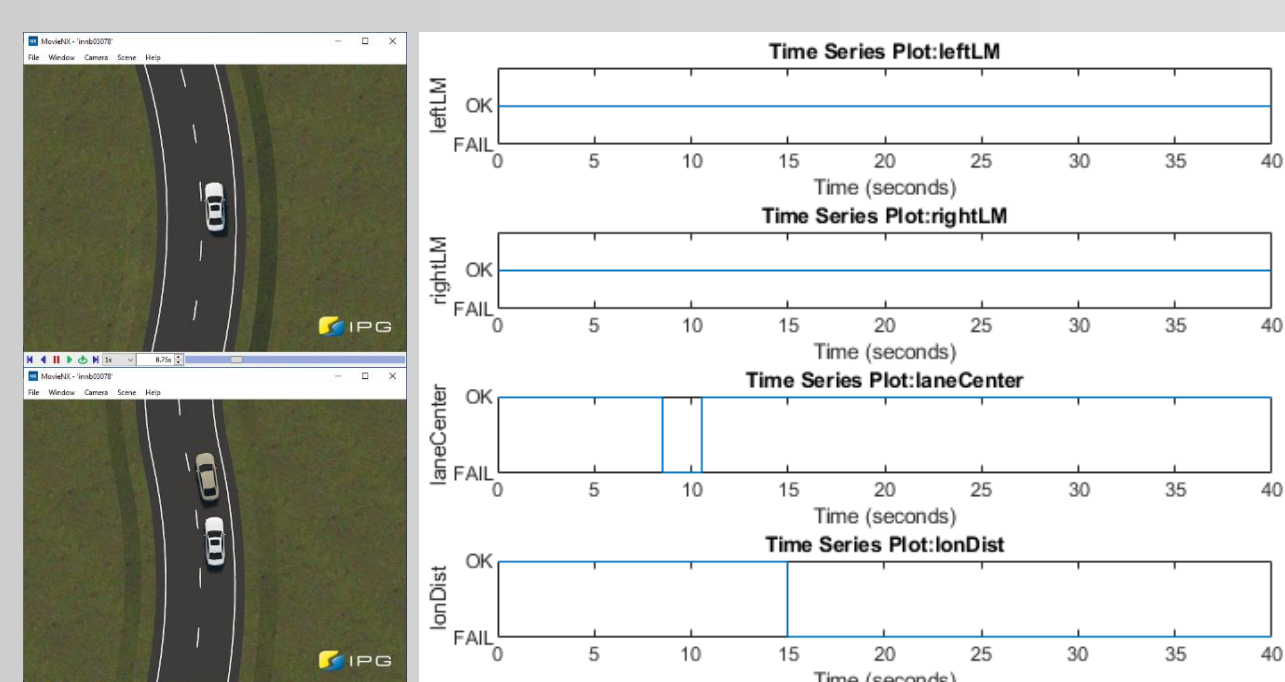 MovieNX - 'innb03078'
File Window Camera Scene Help
IPG
1x
8.75s
MovieNX - 'innb03078'
File Window Camera Scene Help
IPG
Time Series Plot:leftLM
leftLM
OK
FAIL
0 5 10 15 20 25 30 35 40
Time (seconds)
Time Series Plot:rightLM
rightLM
OK
FAIL
0 5 10 15 20 25 30 35 40
Time (seconds)
Time Series Plot:laneCenter
laneCenter
OK
FAIL
0 5 10 15 20 25 30 35 40
Time (seconds)
Time Series Plot:lonDist
lonDist
OK
FAIL
0 5 10 15 20 25 30 35 40
Time (seconds)